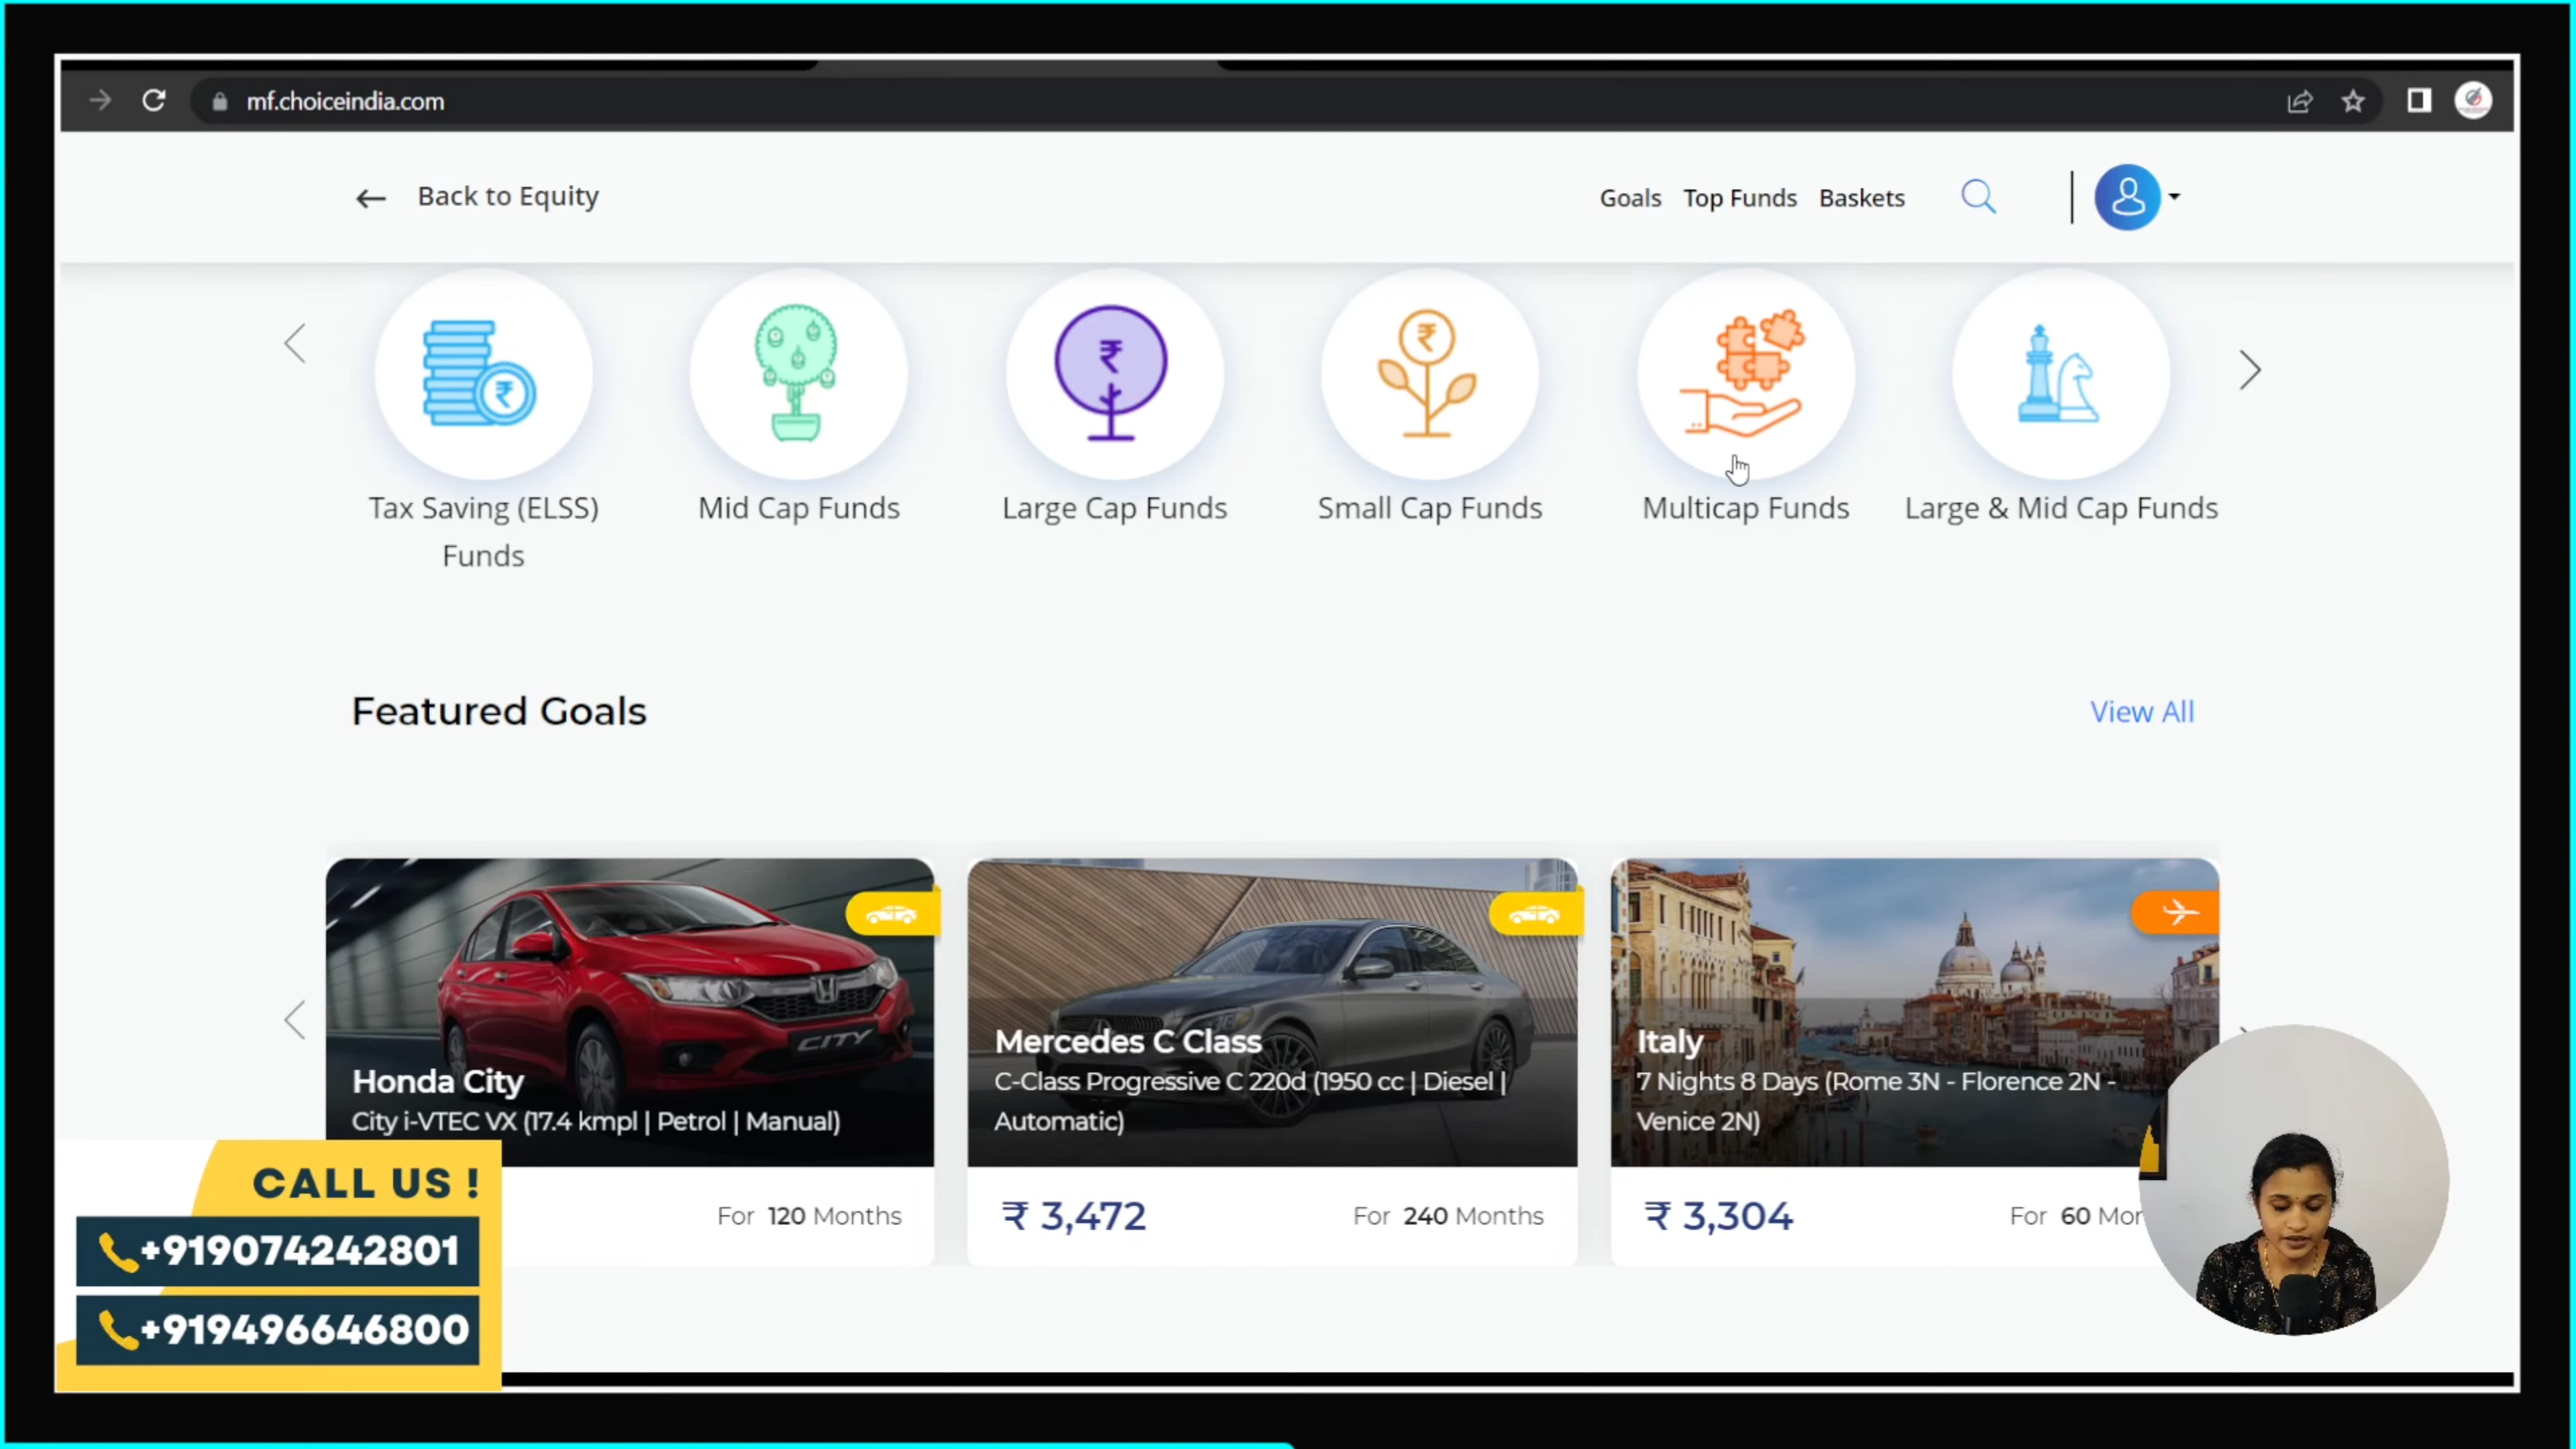 mf.choiceindia.com
Back to Equity
Goals Top Funds Baskets
Tax Saving (ELSS)
Funds
Mid Cap Funds
Large Cap Funds
Small Cap Funds
Multicap Funds
Large & Mid Cap Funds
Featured Goals
View All
CITY
Honda City
City i-VTEC VX (17.4 kmpl | Petrol | Manual)
For 120 Months
Mercedes C Class
C-Class Progressive C 220d (1950 cc | Diesel |
Automatic)
₹ 3,472
For 240 Months
Italy
7 Nights 8 Days (Rome 3N - Florence 2N -
Venice 2N)
₹ 3,304
For 60 Mor
CALL US !
+919074242801
+919496646800